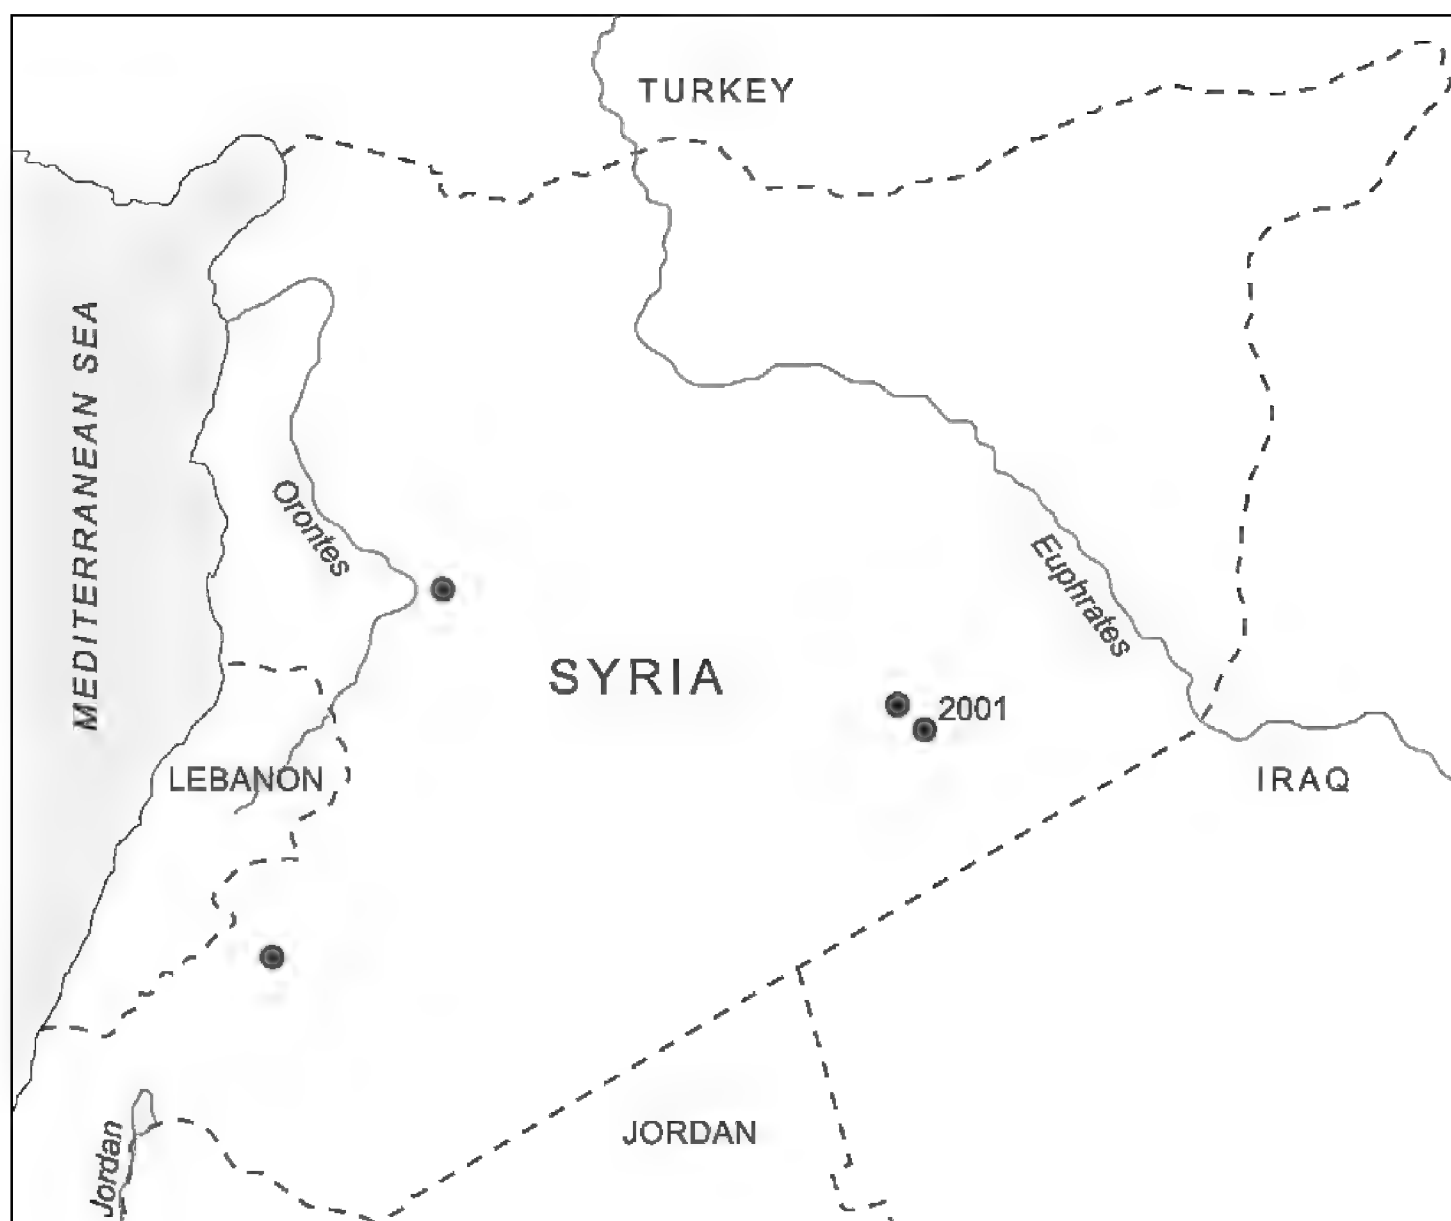 TURKEY
MEDITERRANEAN SEA
Orontes
Euphrates
SYRIA
2001
LEBANON
IRAQ
JORDAN
Jordan